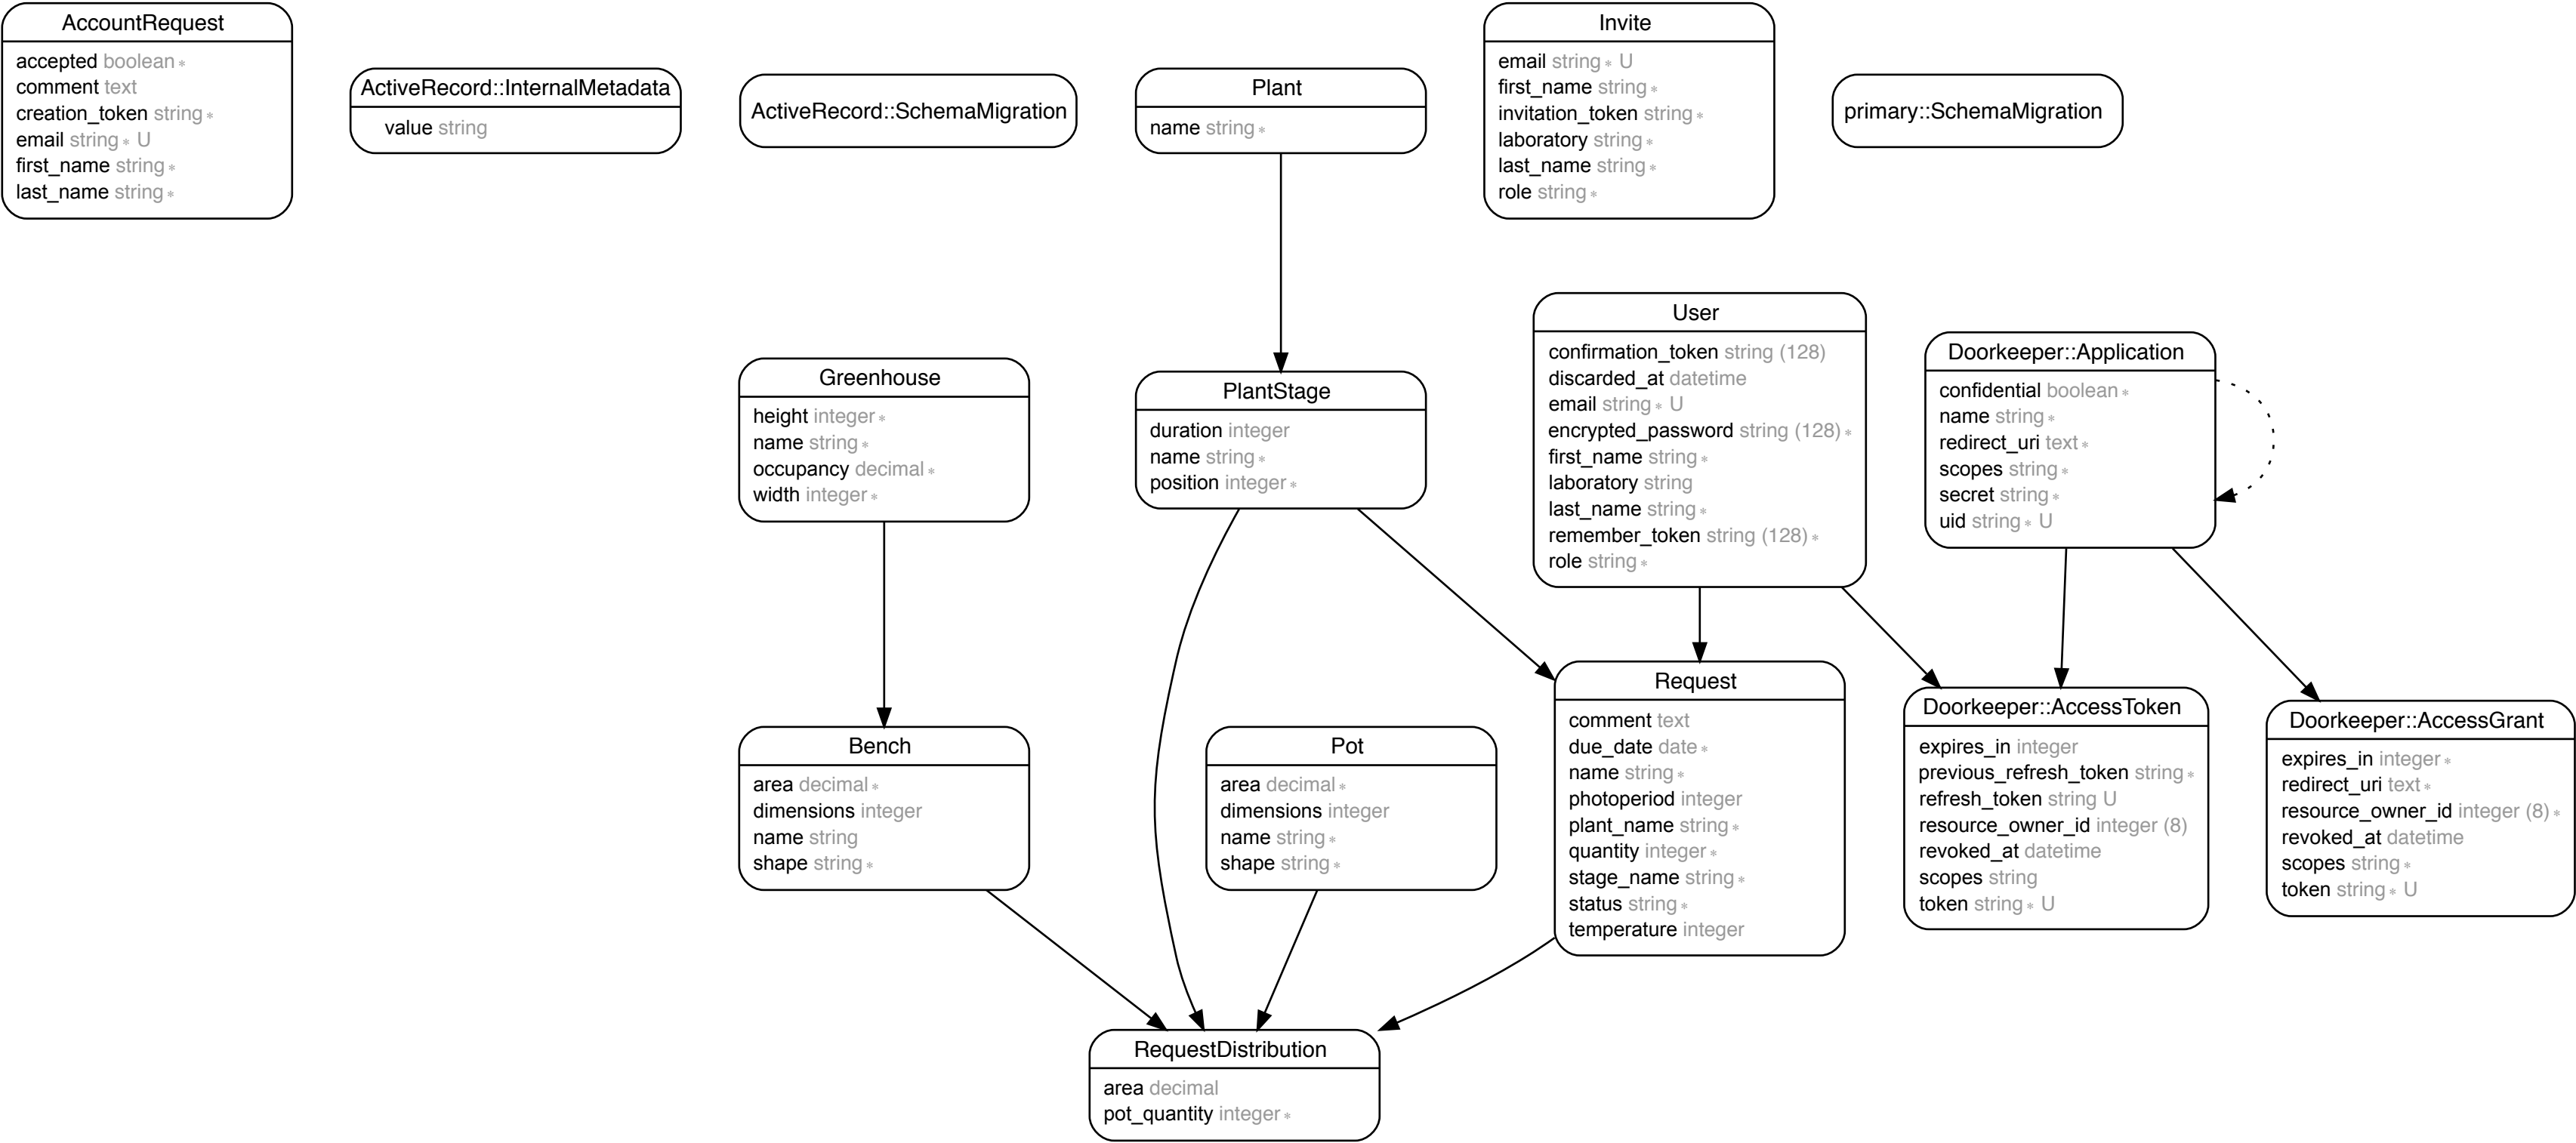 AccountRequest
accepted boolean ∗
comment text
creation_token string ∗
email string ∗ U
first_name string ∗
last_name string ∗
ActiveRecord::InternalMetadata
value string
ActiveRecord::SchemaMigration
Plant
name string ∗
Invite
email string ∗ U
first_name string ∗
invitation_token string ∗
laboratory string ∗
last_name string ∗
role string ∗
primary::SchemaMigration
Greenhouse
height integer ∗
name string ∗
occupancy decimal ∗
width integer ∗
PlantStage
duration integer
name string ∗
position integer ∗
User
confirmation_token string (128)
discarded_at datetime
email string ∗ U
encrypted_password string (128) ∗
first_name string ∗
laboratory string
last_name string ∗
remember_token string (128) ∗
role string ∗
Doorkeeper::Application
confidential boolean ∗
name string ∗
redirect_uri text ∗
scopes string ∗
secret string ∗
uid string ∗ U
Bench
area decimal ∗
dimensions integer
name string
shape string ∗
Pot
area decimal ∗
dimensions integer
name string ∗
shape string ∗
Request
comment text
due_date date ∗
name string ∗
photoperiod integer
plant_name string ∗
quantity integer ∗
stage_name string ∗
status string ∗
temperature integer
Doorkeeper::AccessToken
expires_in integer
previous_refresh_token string ∗
refresh_token string U
resource_owner_id integer (8)
revoked_at datetime
scopes string
token string ∗ U
Doorkeeper::AccessGrant
expires_in integer ∗
redirect_uri text ∗
resource_owner_id integer (8) ∗
revoked_at datetime
scopes string ∗
token string ∗ U
RequestDistribution
area decimal
pot_quantity integer ∗